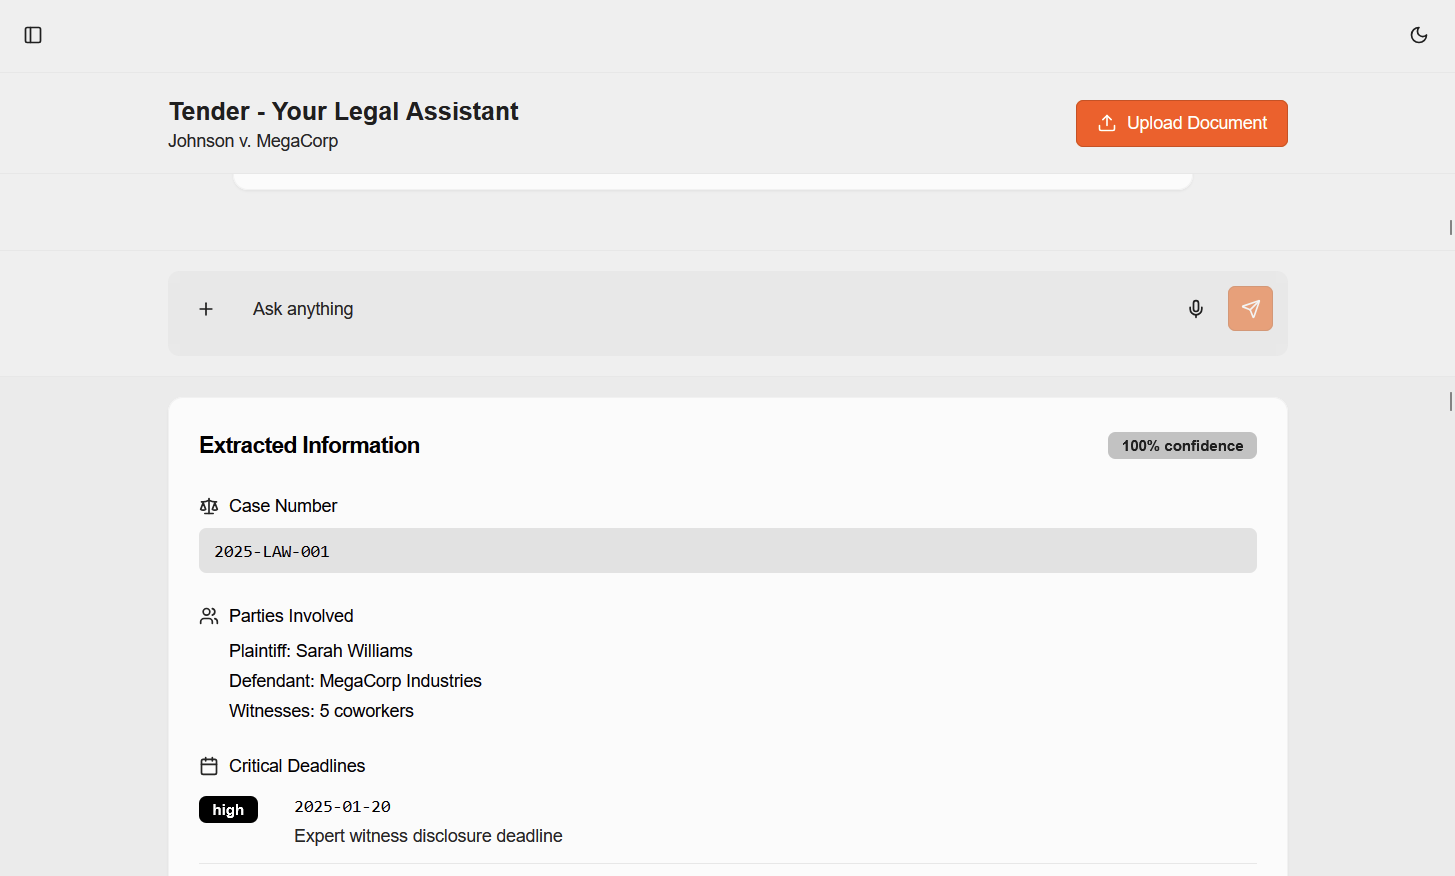 Tender - Your Legal Assistant
Johnson v. MegaCorp
Upload Document
Ask anything
Extracted Information
100% confidence
Case Number
2025-LAW-001
Parties Involved
Plaintiff: Sarah Williams
Defendant: MegaCorp Industries
Witnesses: 5 coworkers
Critical Deadlines
high
2025-01-20
Expert witness disclosure deadline